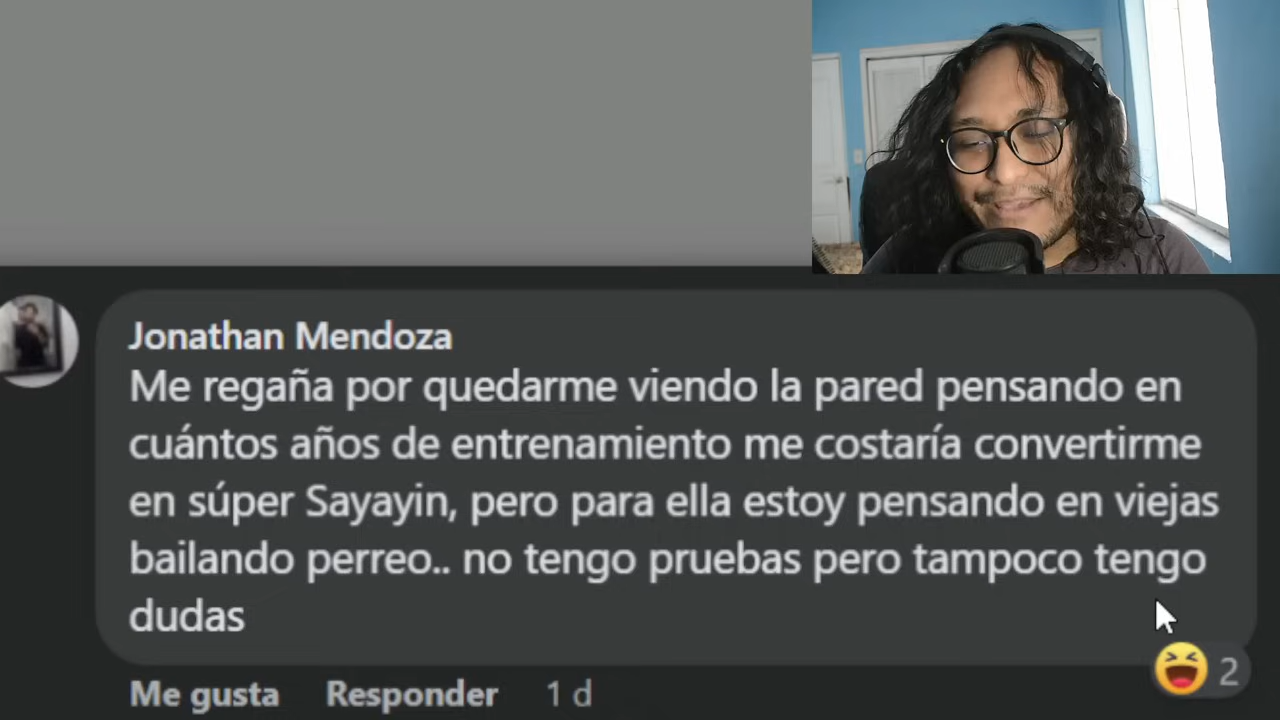 Jonathan Mendoza
Me regaña por quedarme viendo la pared pensando en
cuántos años de entrenamiento me costaría convertirme
en súper Sayayin, pero para ella estoy pensando en viejas
bailando perreo.. no tengo pruebas pero tampoco tengo
dudas
2
Me gusta Responder 1 d